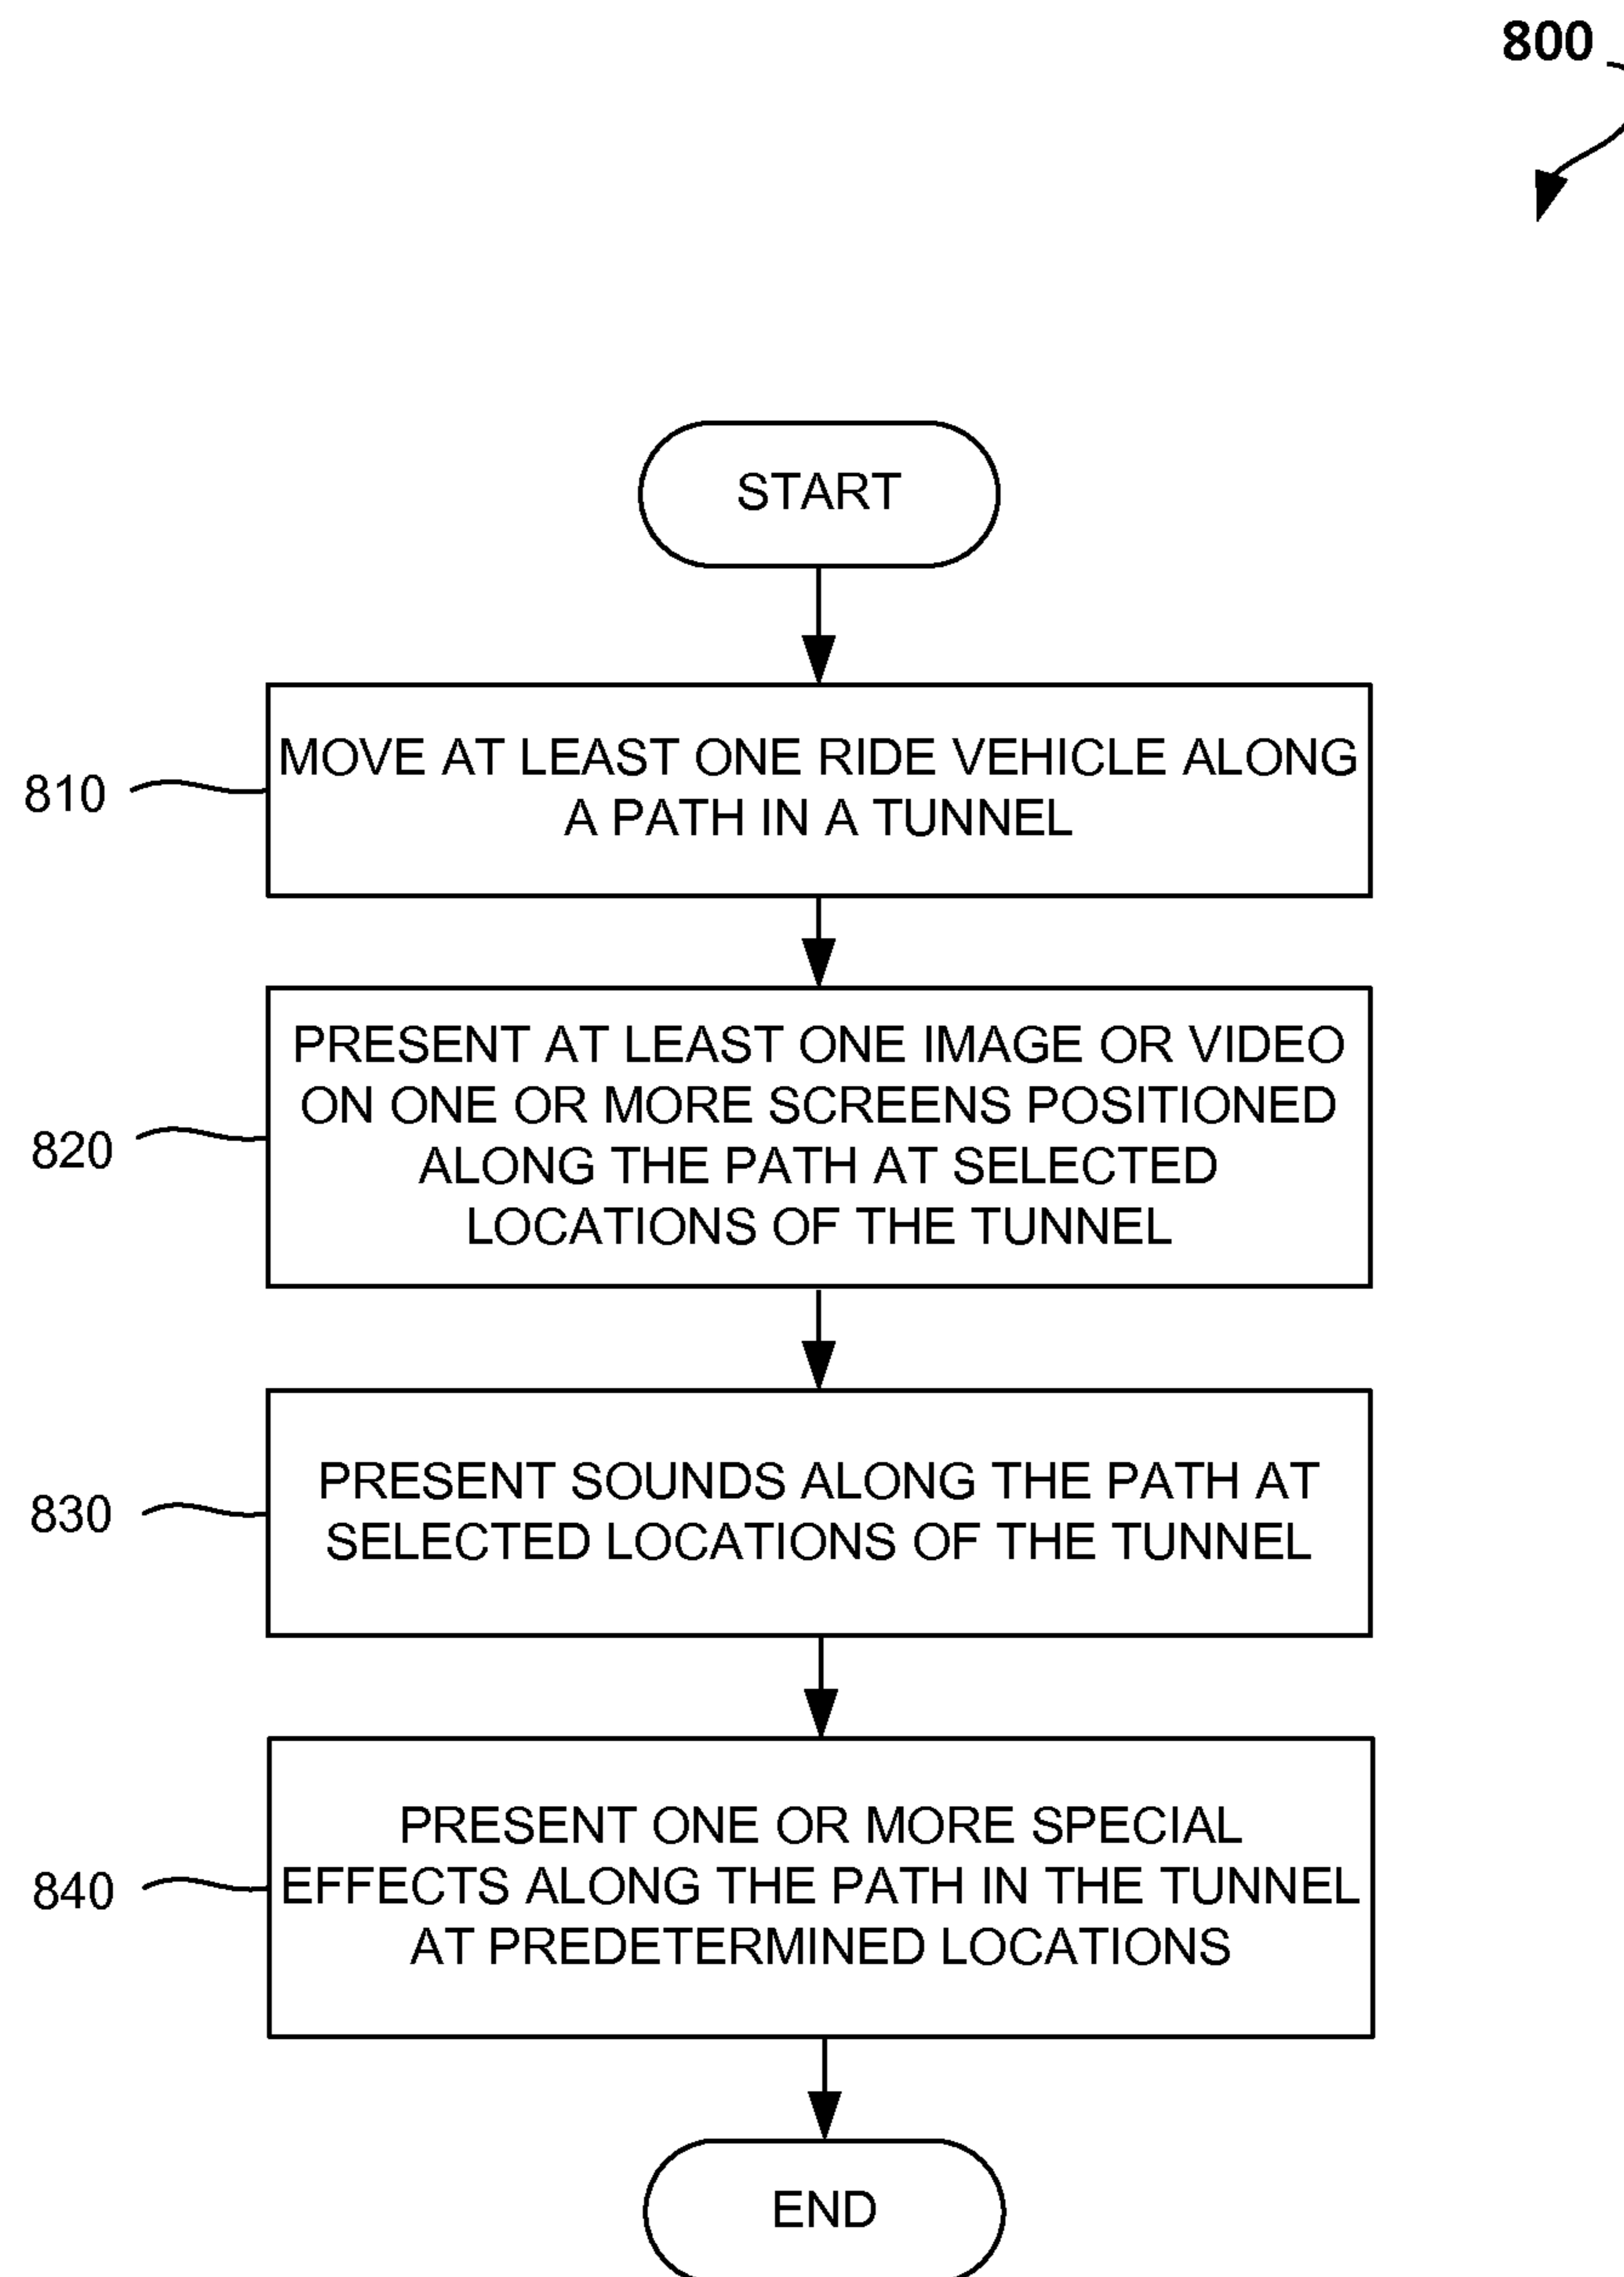 800
START
810
MOVE AT LEAST ONE RIDE VEHICLE ALONG
A PATH IN A TUNNEL
820
PRESENT AT LEAST ONE IMAGE OR VIDEO
ON ONE OR MORE SCREENS POSITIONED
ALONG THE PATH AT SELECTED
LOCATIONS OF THE TUNNEL
830
PRESENT SOUNDS ALONG THE PATH AT
SELECTED LOCATIONS OF THE TUNNEL
840
PRESENT ONE OR MORE SPECIAL
EFFECTS ALONG THE PATH IN THE TUNNEL
AT PREDETERMINED LOCATIONS
END